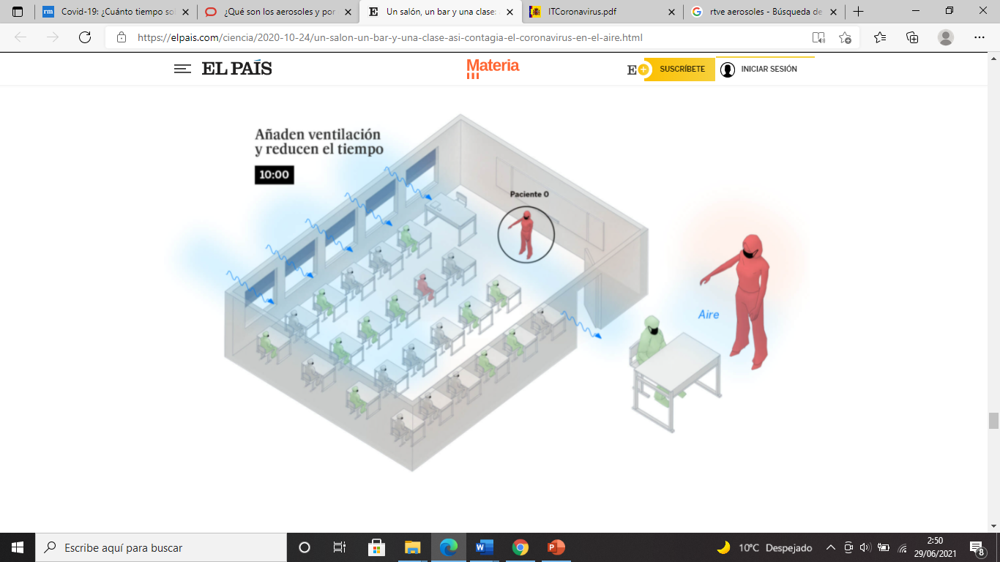 Covid-19: ¿Cuánto tiempo so
¿Qué son los aerosoles y por
Un salón, un bar y una clase:
ITCoronavirus.pdf
rtve aerosoles - Búsqueda de
https://elpais.com/ciencia/2020-10-24/un-salon-un-bar-y-una-clase-asi-contagia-el-coronavirus-en-el-aire.html
EL PAÍS
Materia
E+ SUSCRÍBETE
INICIAR SESIÓN
Añaden ventilación
y reducen el tiempo
10:00
Paciente 0
Aire
Escribe aquí para buscar
10ºC Despejado
2:50
29/06/2021
8